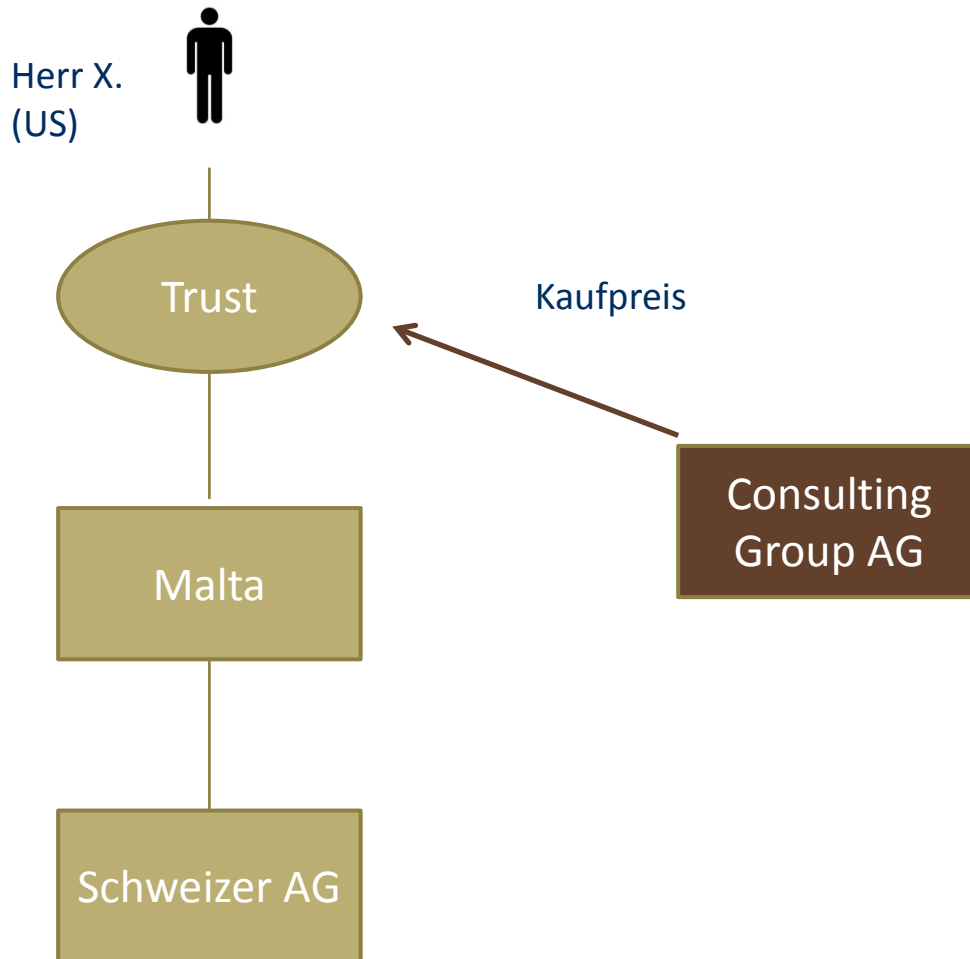 Herr X.
(US)
Trust
Kaufpreis
Consulting
Group AG
Malta
Schweizer AG